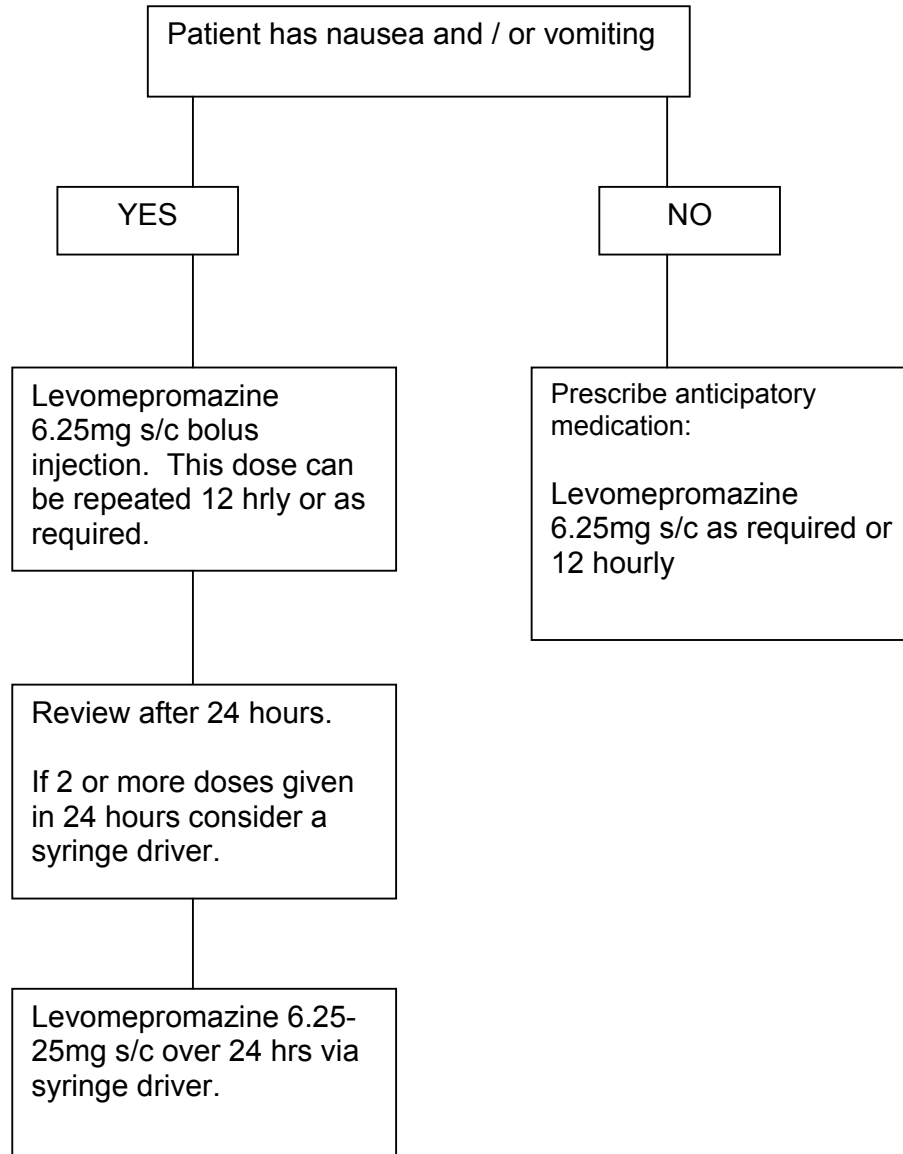 Patient has nausea and / or vomiting
YES
NO
Levomepromazine
6.25mg s/c bolus
injection.  This dose can
be repeated 12 hrly or as
required.
Prescribe anticipatory
medication:
Levomepromazine
6.25mg s/c as required or
12 hourly
Review after 24 hours.
If 2 or more doses given
in 24 hours consider a
syringe driver.
Levomepromazine 6.25-
25mg s/c over 24 hrs via
syringe driver.